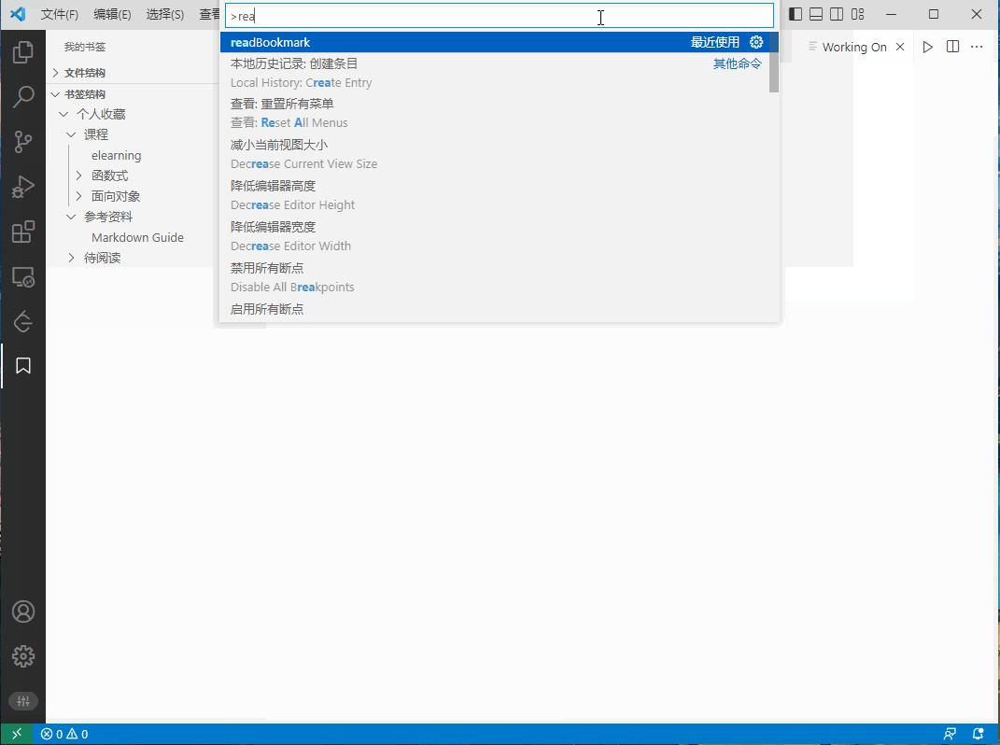 文件(F) 编辑(E) 选择(S) 查看
>rea
readBookmark 最近使用
本地历史记录: 创建条目 其他命令
Local History: Create Entry
查看: 重置所有菜单
查看: Reset All Menus
减小当前视图大小
Decrease Current View Size
降低编辑器高度
Decrease Editor Height
降低编辑器宽度
Decrease Editor Width
禁用所有断点
Disable All Breakpoints
启用所有断点
Working On
我的书签
文件结构
书签结构
个人收藏
课程
elearning
函数式
面向对象
参考资料
Markdown Guide
待阅读
0 0